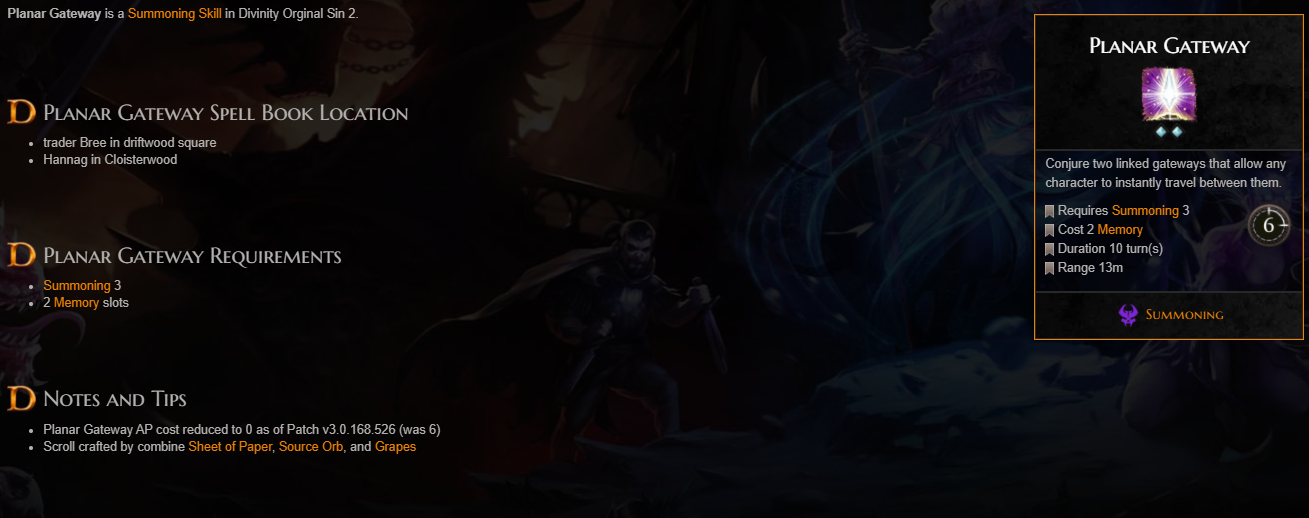 Planar Gateway is a Summoning Skill in Divinity Orginal Sin 2.
Planar Gateway Spell Book Location
trader Bree in driftwood square
Hannag in Cloisterwood
Planar Gateway Requirements
Summoning 3
2 Memory slots
Notes and Tips
Planar Gateway AP cost reduced to 0 as of Patch v3.0.168.526 (was 6)
Scroll crafted by combine Sheet of Paper, Source Orb, and Grapes
Planar Gateway
Conjure two linked gateways that allow any
character to instantly travel between them.
Requires Summoning 3
Cost 2 Memory
Duration 10 turn(s)
Range 13m
6
Summoning